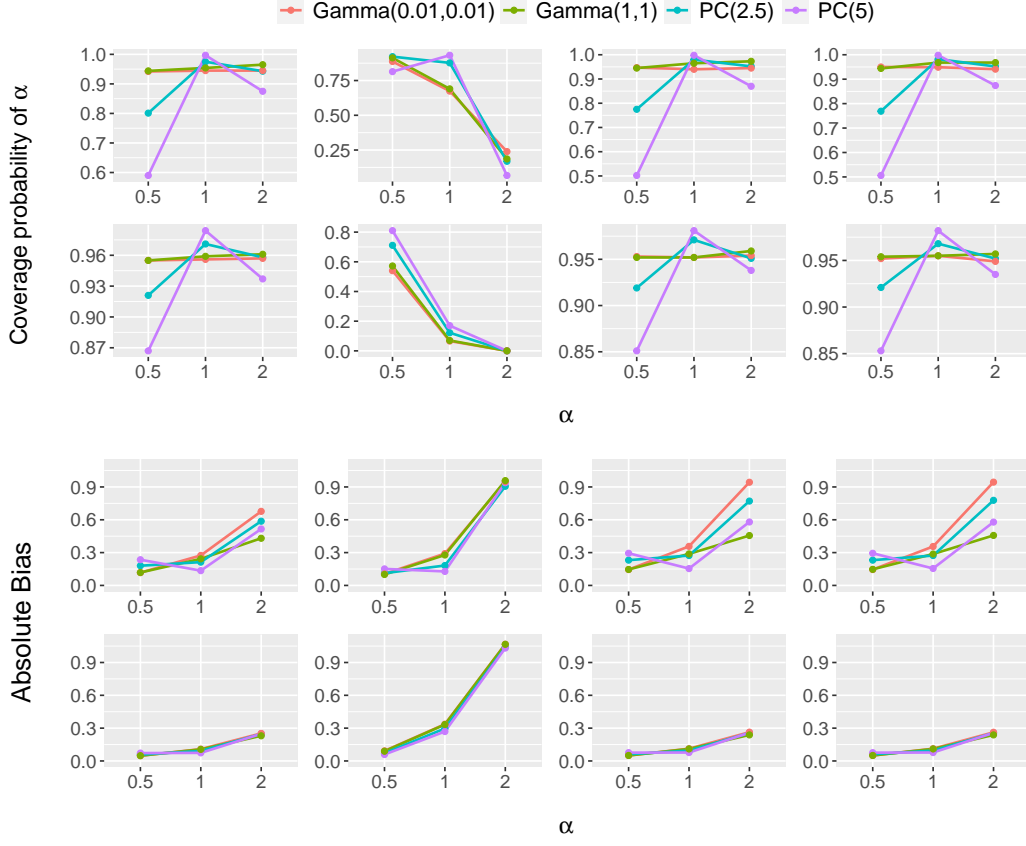 Gamma(0.01,0.01) Gamma(1,1) PC(2.5) PC(5)
Coverage probability of α
1.0 0.9 0.8 0.7 0.6
0.5 1 2
0.75 0.50 0.25
0.5 1 2
1.0 0.9 0.8 0.7 0.6 0.5
0.5 1 2
1.0 0.9 0.8 0.7 0.6 0.5
0.5 1 2
0.96 0.93 0.90 0.87
0.5 1 2
0.8 0.6 0.4 0.2 0.0
0.5 1 2
0.95 0.90 0.85
0.5 1 2
0.95 0.90 0.85
0.5 1 2
α
Absolute Bias
0.9 0.6 0.3 0.0
0.5 1 2
0.9 0.6 0.3 0.0
0.5 1 2
0.9 0.6 0.3 0.0
0.5 1 2
0.9 0.6 0.3 0.0
0.5 1 2
0.9 0.6 0.3 0.0
0.5 1 2
0.9 0.6 0.3 0.0
0.5 1 2
0.9 0.6 0.3 0.0
0.5 1 2
0.9 0.6 0.3 0.0
0.5 1 2
α